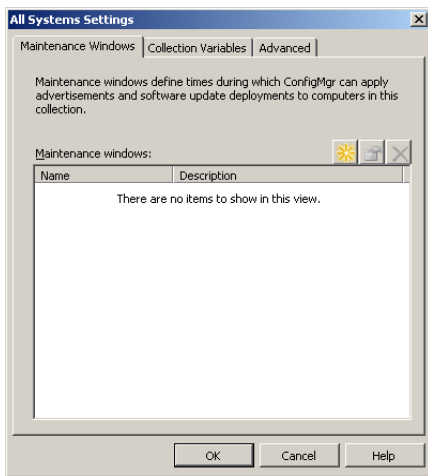 All Systems Settings
Maintenance Windows Collection Variables Advanced
Maintenance windows define times during which ConfigMgr can apply
advertisements and software update deployments to computers in this
collection.
Maintenance windows:
Name Description
There are no items to show in this view.
OK Cancel Help